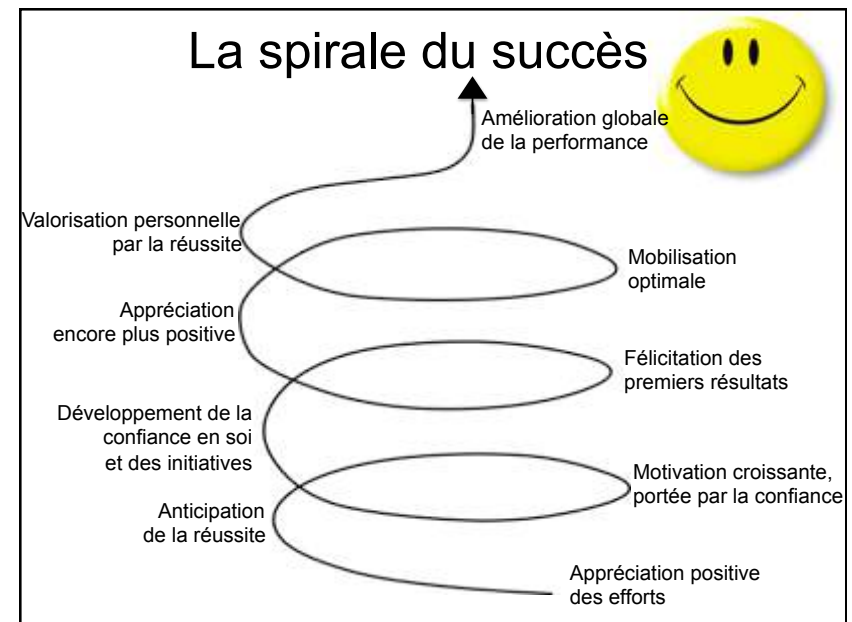 La spirale du succès
Amélioration globale
de la performance
Valorisation personnelle
par la réussite
Mobilisation
optimale
Appréciation
encore plus positive
Félicitation des
premiers résultats
Développement de la
confiance en soi
et des initiatives
Motivation croissante,
portée par la confiance
Anticipation
de la réussite
Appréciation positive
des efforts